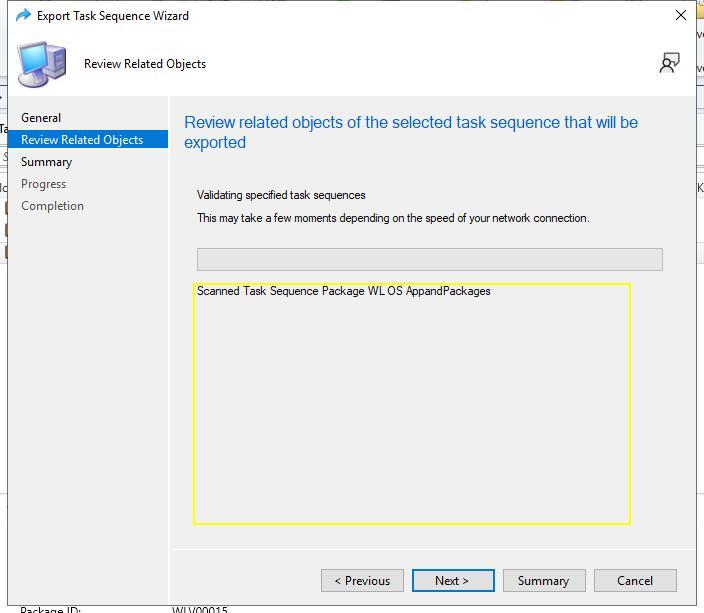 Export Task Sequence Wizard
Review Related Objects
General
Review Related Objects
Summary
Progress
Completion
Review related objects of the selected task sequence that will be
exported
Validating specified task sequences
This may take a few moments depending on the speed of your network connection.
Scanned Task Sequence Package WL OS AppandPackages
< Previous
Next >
Summary
Cancel
Package ID:
WLV00015